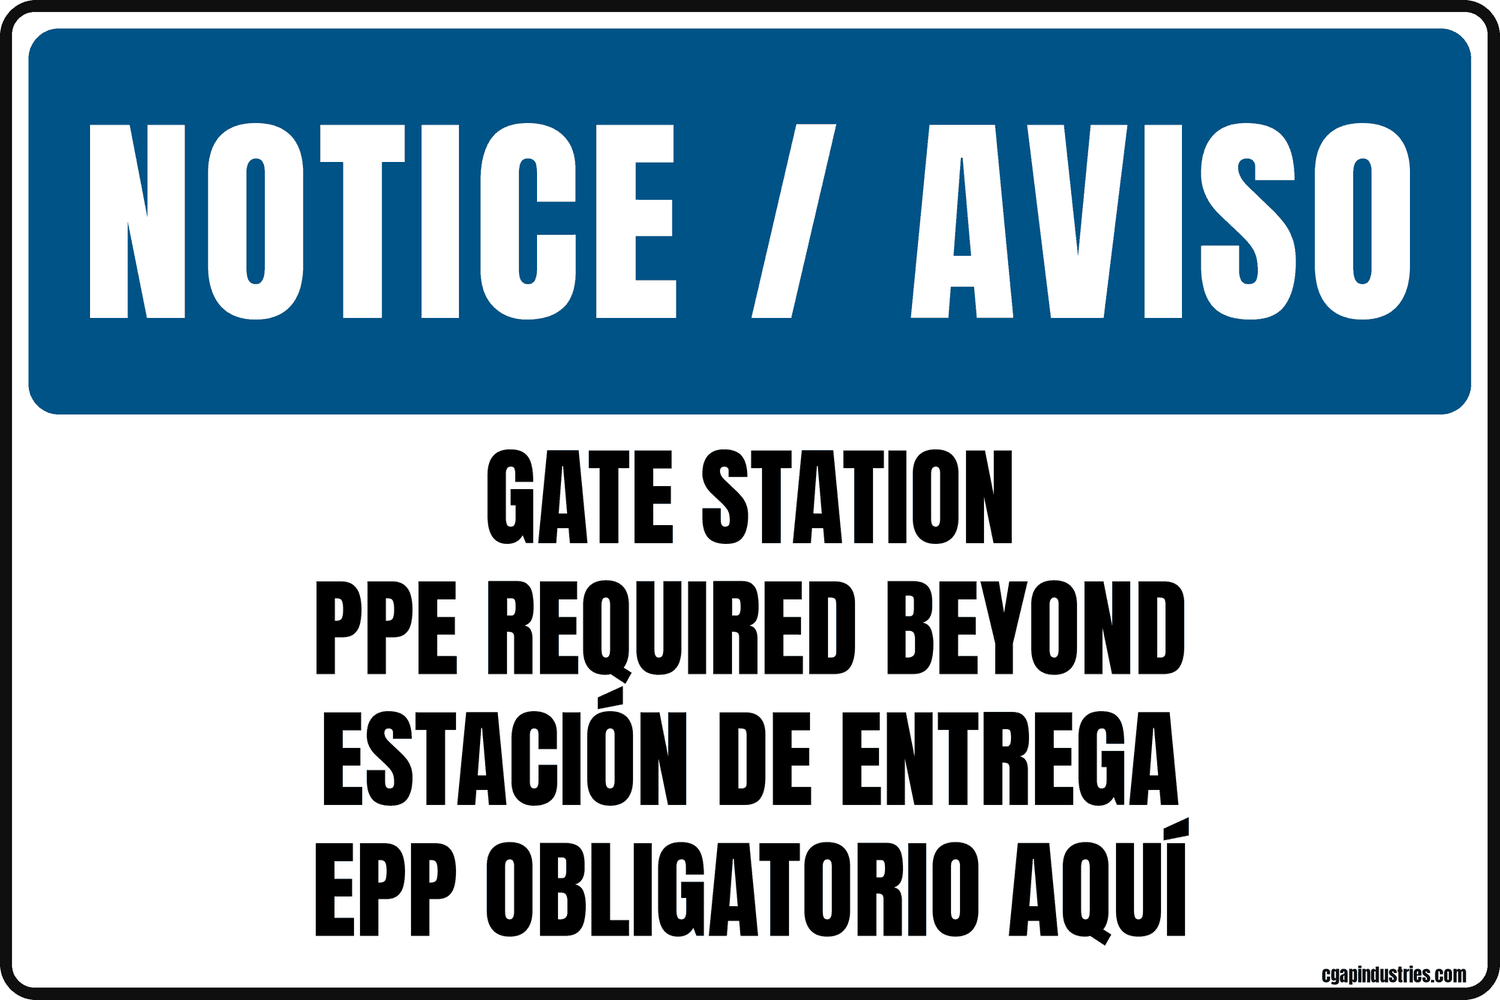 NOTICE / AVISO
GATE STATION
PPE REQUIRED BEYOND
ESTACIÓN DE ENTREGA
EPP OBLIGATORIO AQUÍ
cgapindustries.com